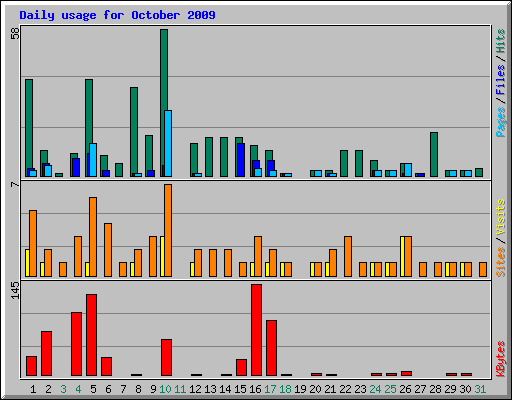 Daily usage for October 2009
58
Pages / Files / Hits
7
Sites / Visits
145
KBytes
1 2 3 4 5 6 7 8 9 10 11 12 13 14 15 16 17 18 19 20 21 22 23 24 25 26 27 28 29 30 31